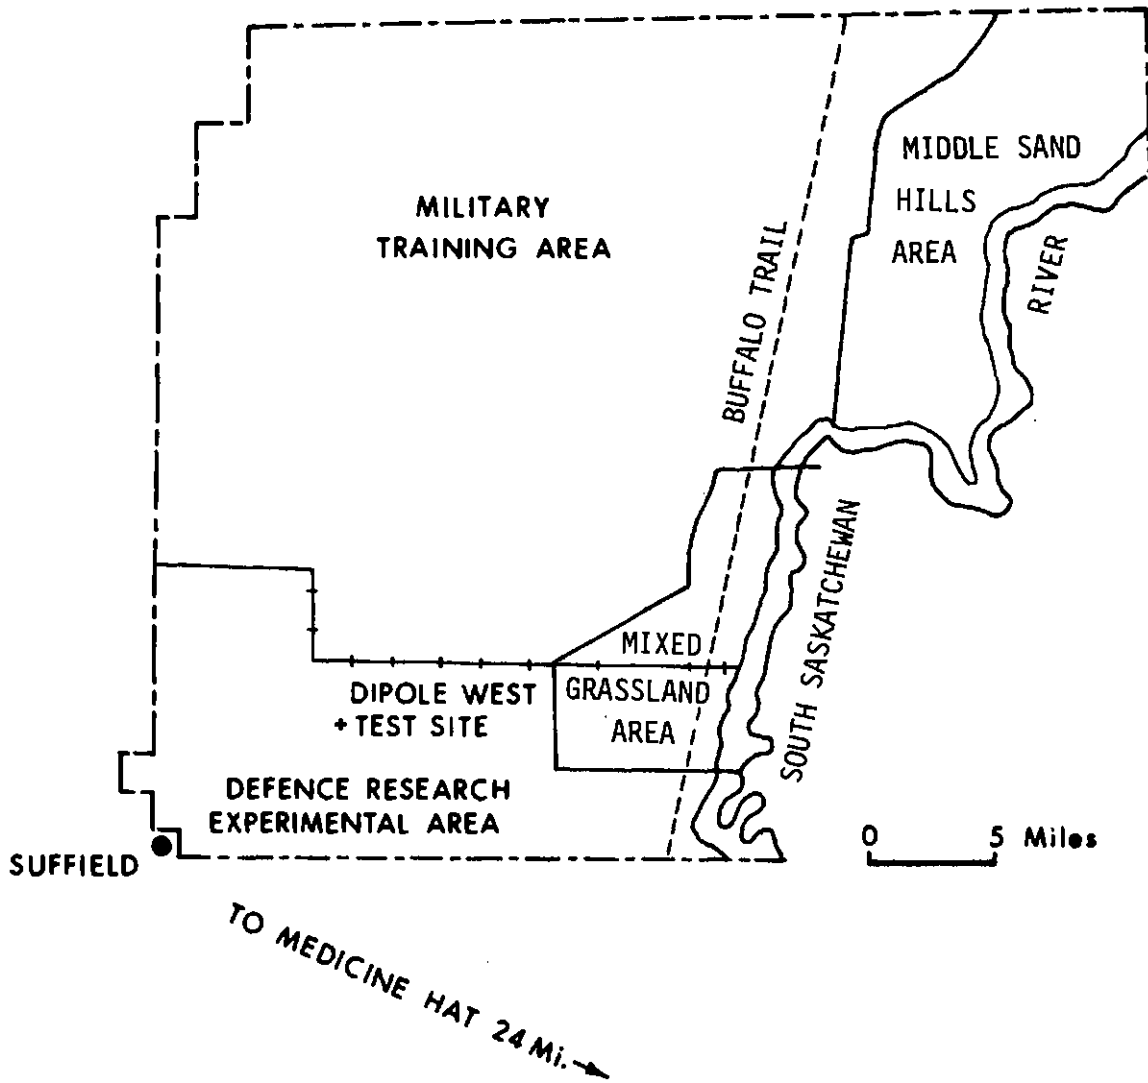 MILITARY
TRAINING AREA
BUFFALO TRAIL
MIDDLE SAND
HILLS
AREA
RIVER
SOUTH SASKATCHEWAN
MIXED
GRASSLAND
AREA
DIPOLE WEST
+ TEST SITE
DEFENCE RESEARCH
EXPERIMENTAL AREA
SUFFIELD
0 5 Miles
TO MEDICINE HAT 24 Mi. →